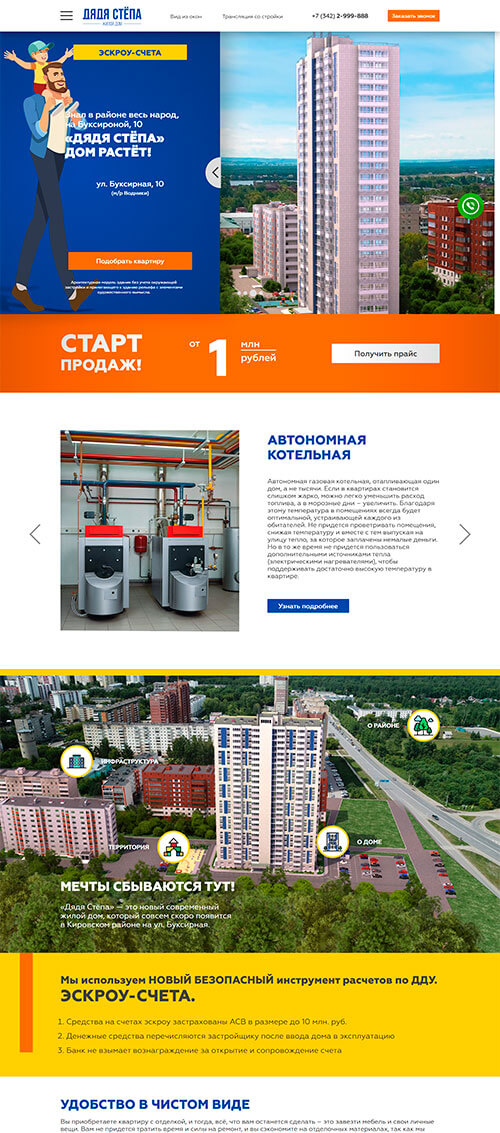 ДЯДЯ СТЁПА
ЖИЛОЙ ДОМ
Вид из окон
Трансляция со стройки
+7 (342) 2-999-888
Заказать звонок
ЭСКРОУ-СЧЕТА
Знал в районе весь народ,
на Буксироной, 10
«ДЯДЯ СТЁПА»
ДОМ РАСТЁТ!
ул. Буксирная, 10
(м/р Водники)
Подобрать квартиру
Архитектурная модель здания без учета окружающей
застройки и прилегающего к зданию рельефа с элементами
художественного вымысла.
СТАРТ
ПРОДАЖ!
от 1 млн
рублей
Получить прайс
АВТОНОМНАЯ
КОТЕЛЬНАЯ
Автономная газовая котельная, отапливающая один
дом, а не тысячи. Если в квартирах становится
слишком жарко, можно легко уменьшить расход
топлива, а в морозные дни – увеличить. Благодаря
этому температура в помещениях всегда будет
оптимальной, устраивающей каждого из
обитателей. Не придется проветривать помещения,
снижая температуру и вместе с тем выпуская на
улицу тепло, за которое заплачены немалые деньги.
Но в то же время не придется пользоваться
дополнительными источниками тепла
(электрическими нагревателями), чтобы
поддерживать достаточно высокую температуру в
квартире.
Узнать подробнее
О РАЙОНЕ
ИНФРАСТРУКТУРА
ТЕРРИТОРИЯ
О ДОМЕ
МЕЧТЫ СБЫВАЮТСЯ ТУТ!
«Дядя Стёпа» — это новый современный
жилой дом, который совсем скоро появится
в Кировском районе на ул. Буксирная.
Мы используем НОВЫЙ БЕЗОПАСНЫЙ инструмент расчетов по ДДУ.
ЭСКРОУ-СЧЕТА.
1. Средства на счетах эскроу застрахованы АСВ в размере до 10 млн. руб.
2. Денежные средства перечисляются застройщику после ввода дома в эксплуатацию
3. Банк не взымает вознаграждение за открытие и сопровождение счета
УДОБСТВО В ЧИСТОМ ВИДЕ
Вы приобретаете квартиру с отделкой, и тогда, всё, что вам останется сделать – это завезти мебель и свои личные
вещи. Вам не придется тратить время и силы на ремонт, и вы сэкономите на отделочных материалах, так как мы